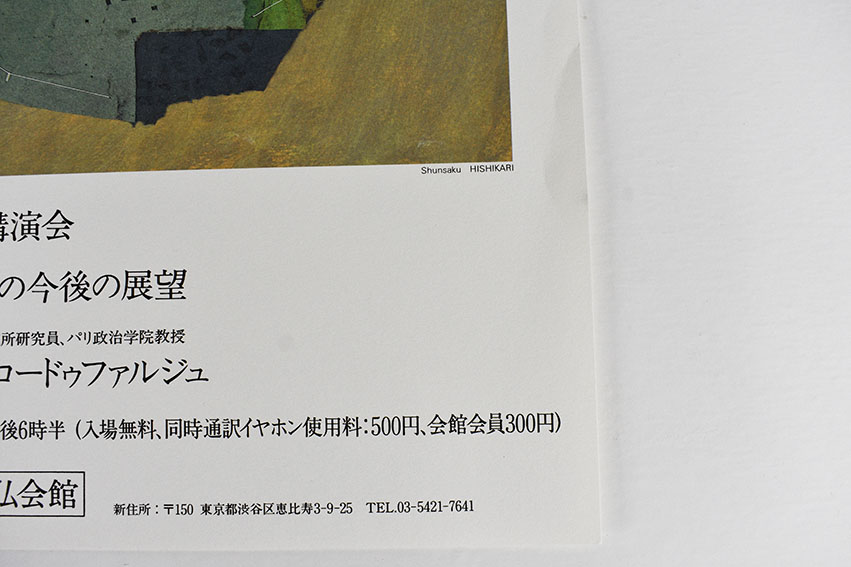 Shunsaku HISHIKARI
講演会
の今後の展望
所研究員、パリ政治学院教授
コードゥファルジュ
後6時半 (入場無料、同時通訳イヤホン使用料:500円、会館会員300円)
仏会館
新住所:〒150 東京都渋谷区恵比寿3-9-25 TEL.03-5421-7641